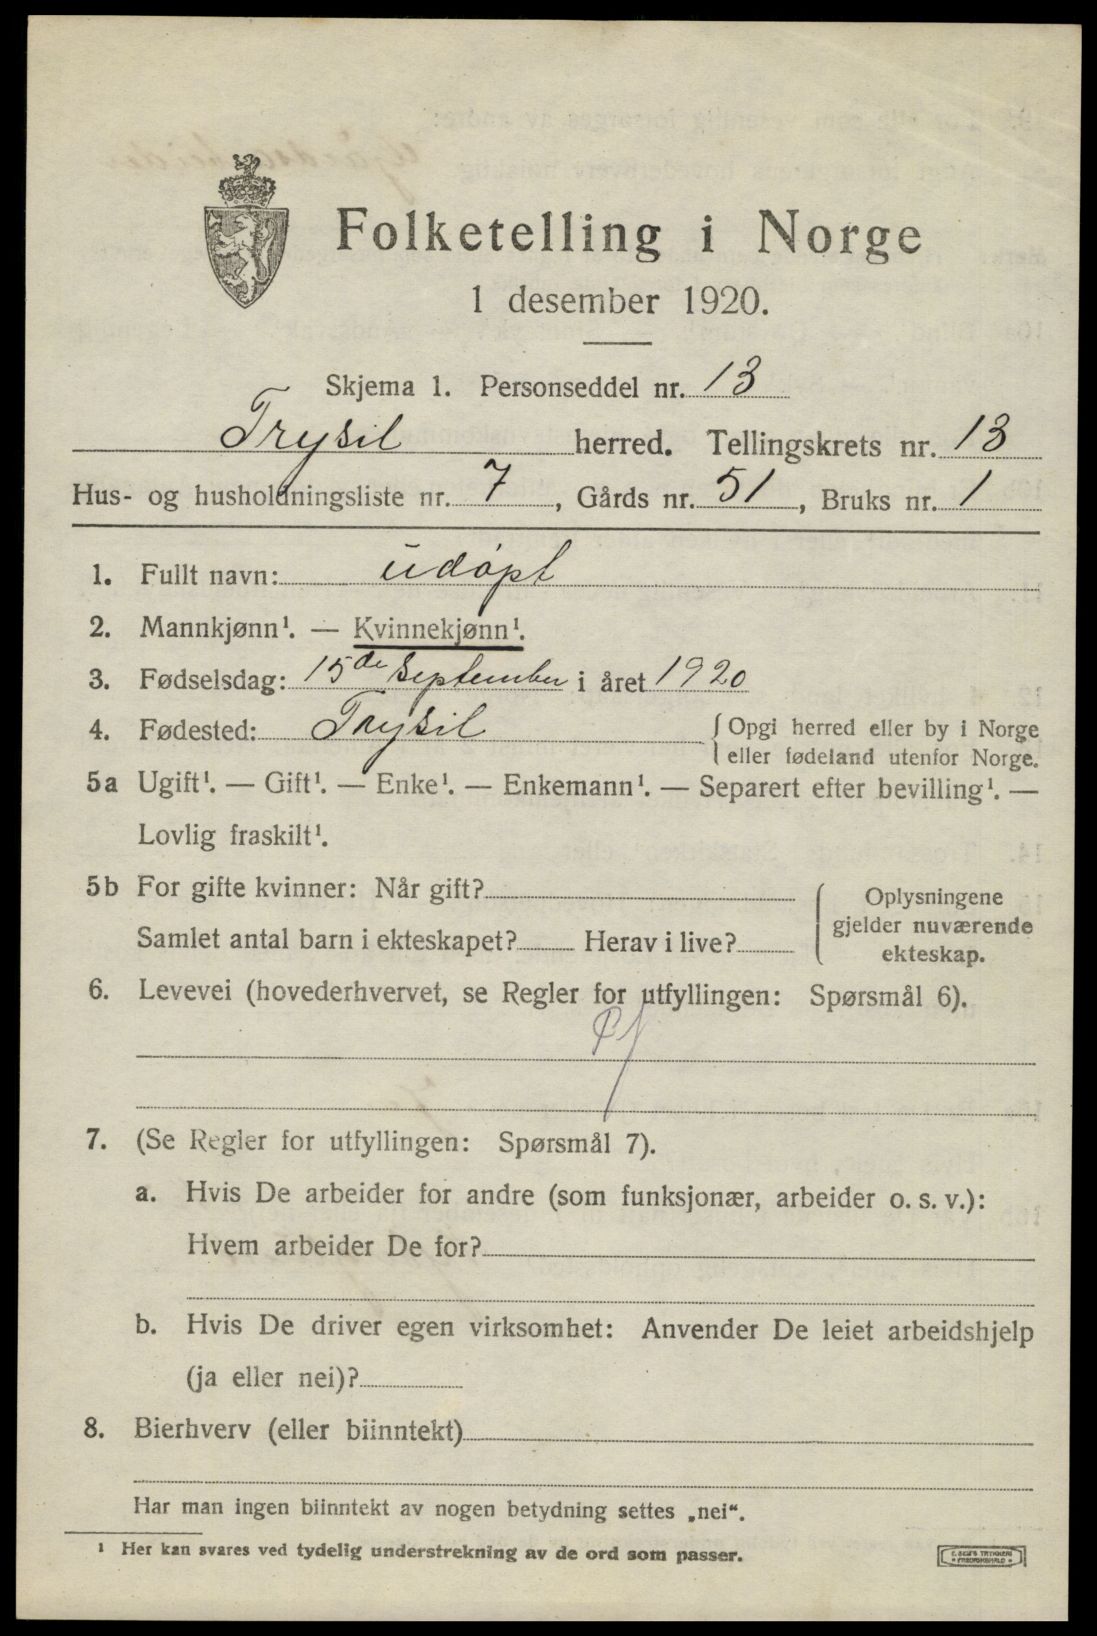 Folketelling i Norge
1 desember 1920.
Skjema 1. Personseddel nr. 13
Trysil herred. Tellingskrets nr. 13
Hus- og husholdningsliste nr. 7, Gårds nr. 51, Bruks nr. 1
1. Fullt navn: udøpt
2. Mannkjønn¹. — Kvinnekjønn¹.
3. Fødselsdag: 15de September i året 1920
4. Fødested: Trysil { Opgi herred eller by i Norge
eller fødeland utenfor Norge.
5a Ugift¹. — Gift¹. — Enke¹. — Enkemann¹. — Separert efter bevilling¹. —
Lovlig fraskilt¹.
5b For gifte kvinner: Når gift?
Samlet antal barn i ekteskapet? Herav i live?
Oplysningene
gjelder nuværende
ekteskap.
6. Levevei (hovederhvervet, se Regler for utfyllingen: Spørsmål 6).
7. (Se Regler for utfyllingen: Spørsmål 7).
a. Hvis De arbeider for andre (som funksjonær, arbeider o. s. v.):
Hvem arbeider De for?
b. Hvis De driver egen virksomhet: Anvender De leiet arbeidshjelp
(ja eller nei)?
8. Bierhverv (eller biinntekt)
Har man ingen biinntekt av nogen betydning settes „nei“.
¹ Her kan svares ved tydelig understrekning av de ord som passer.